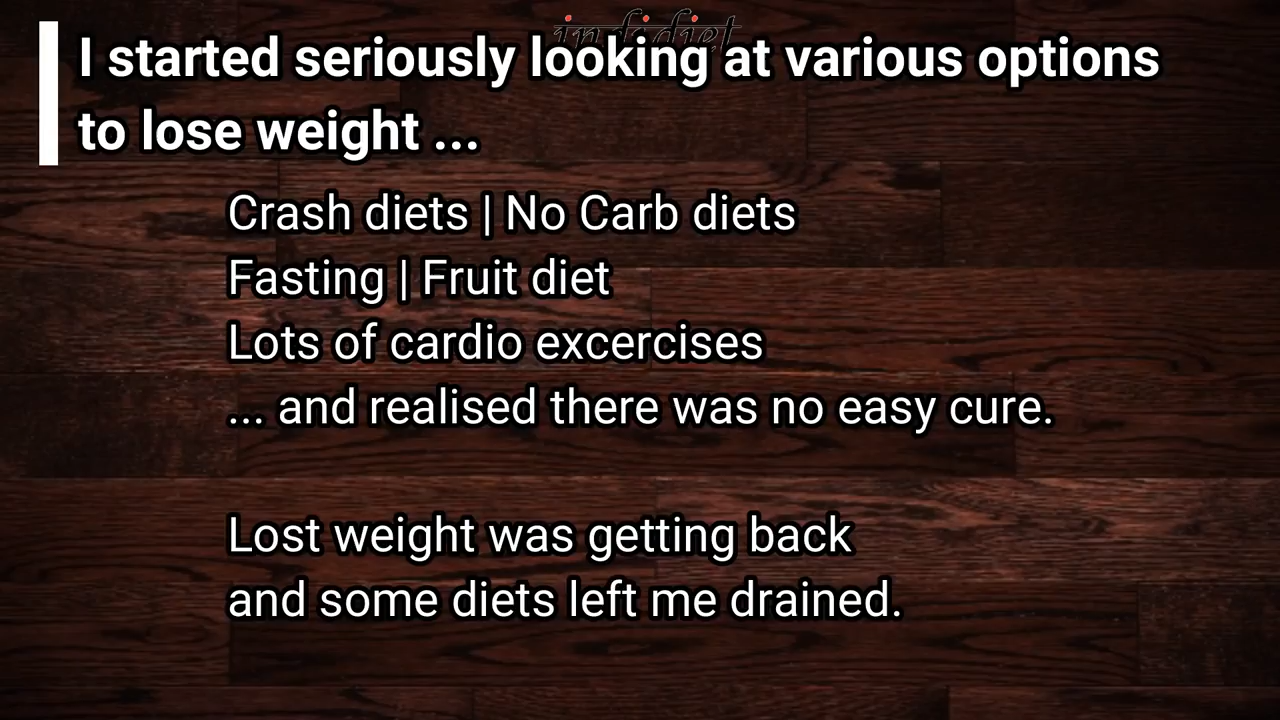 indidiet
I started seriously looking at various options
to lose weight ...
Crash diets | No Carb diets
Fasting | Fruit diet
Lots of cardio excercises
... and realised there was no easy cure.
Lost weight was getting back
and some diets left me drained.